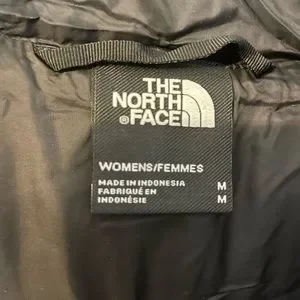 THE
NORTH
FACE®
WOMENS/FEMMES
MADE IN INDONESIA M
FABRIQUÉ EN M
INDONÉSIE